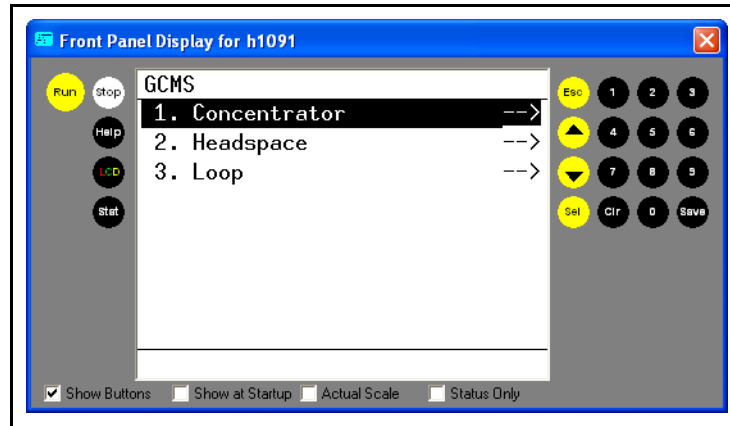 Front Panel Display for h1091
Run Stop
Help
LCD
Stat
GCMS
1. Concentrator -->
2. Headspace -->
3. Loop -->
Esc 1 2 3
4 5 6
7 8 9
Sel Clr 0 Save
Show Buttons Show at Startup Actual Scale Status Only